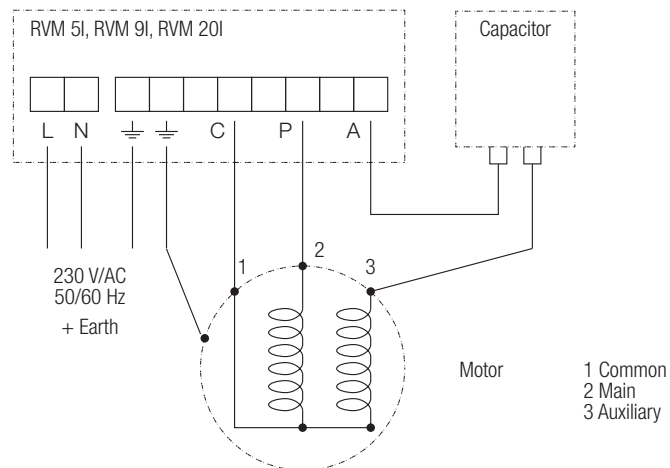 RVM 5I, RVM 9I, RVM 20I
Capacitor
L N C P A
230 V/AC
50/60 Hz
+ Earth
1
2
3
Motor
1 Common
2 Main
3 Auxiliary